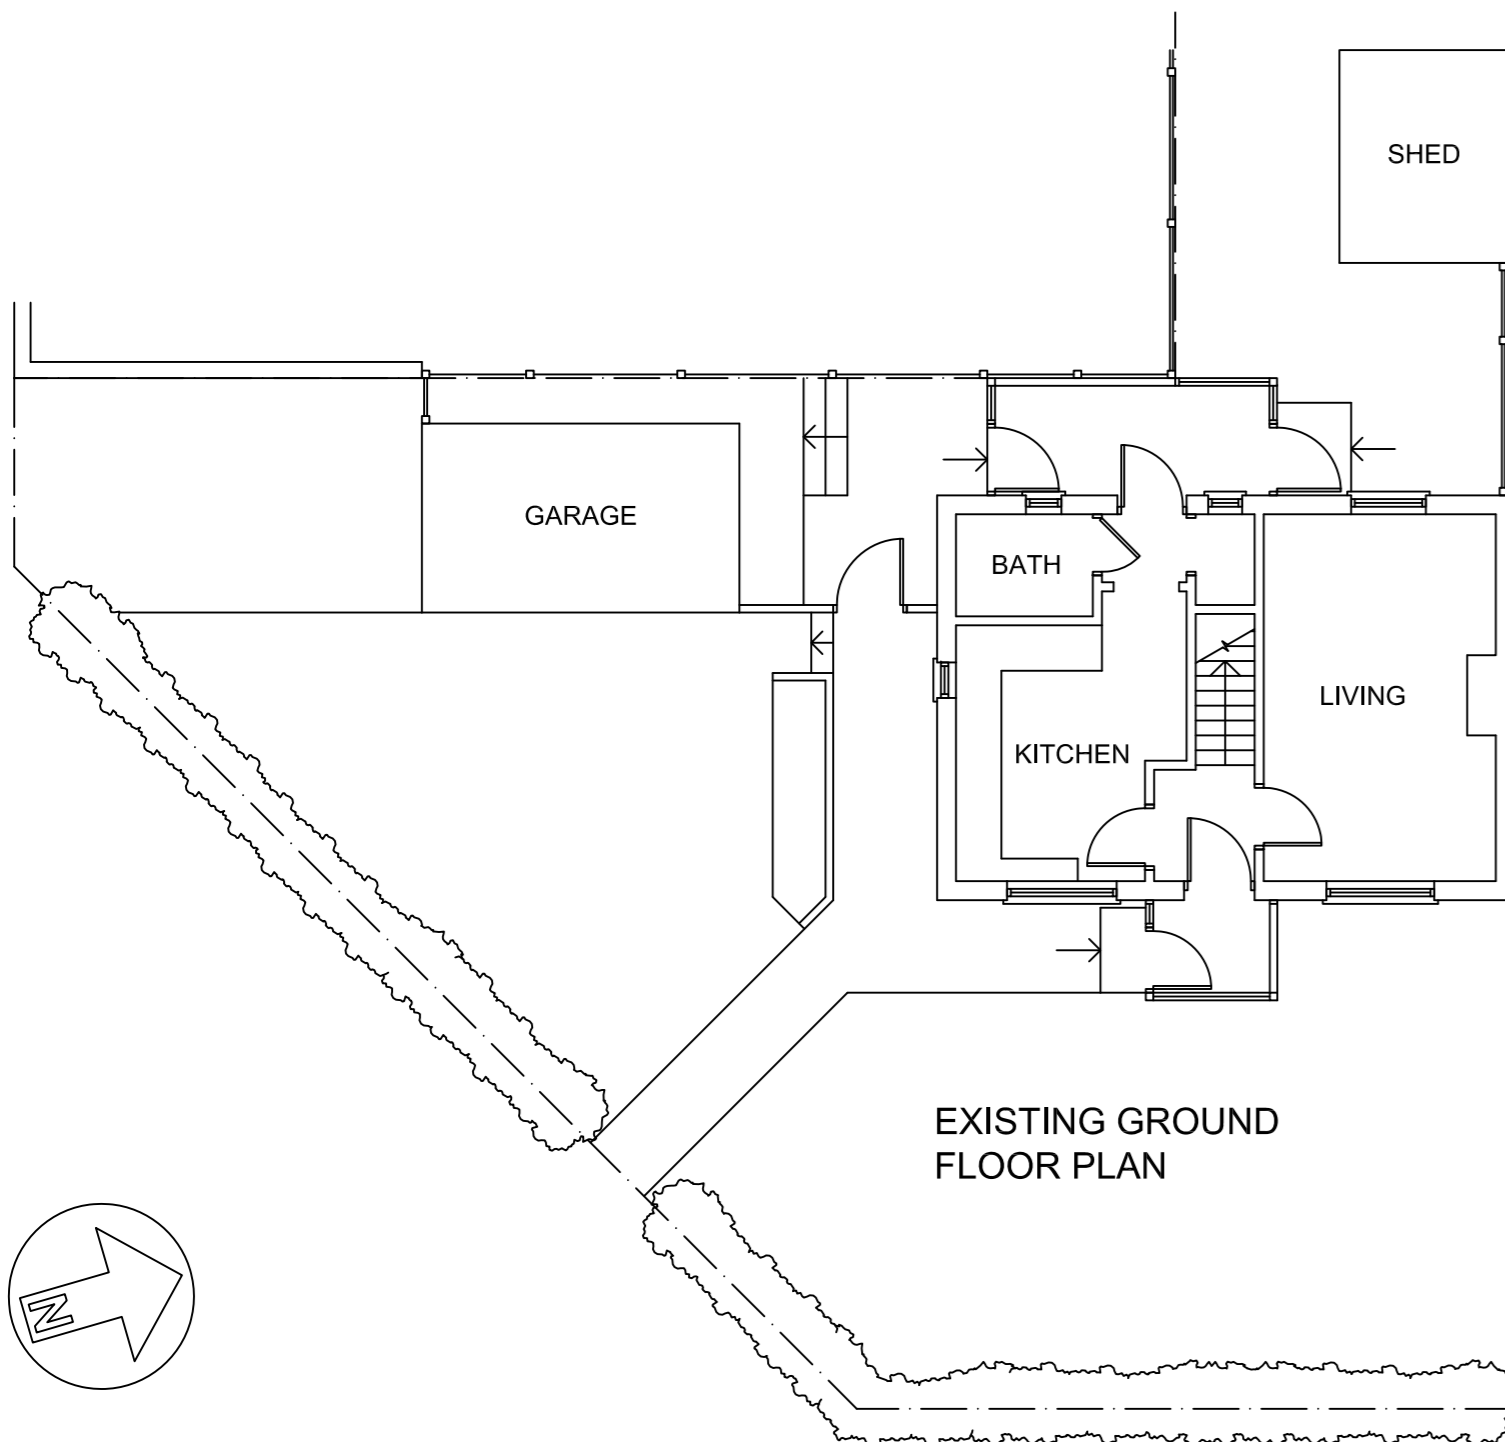 SHED
GARAGE
BATH
LIVING
KITCHEN
EXISTING GROUND
FLOOR PLAN
N